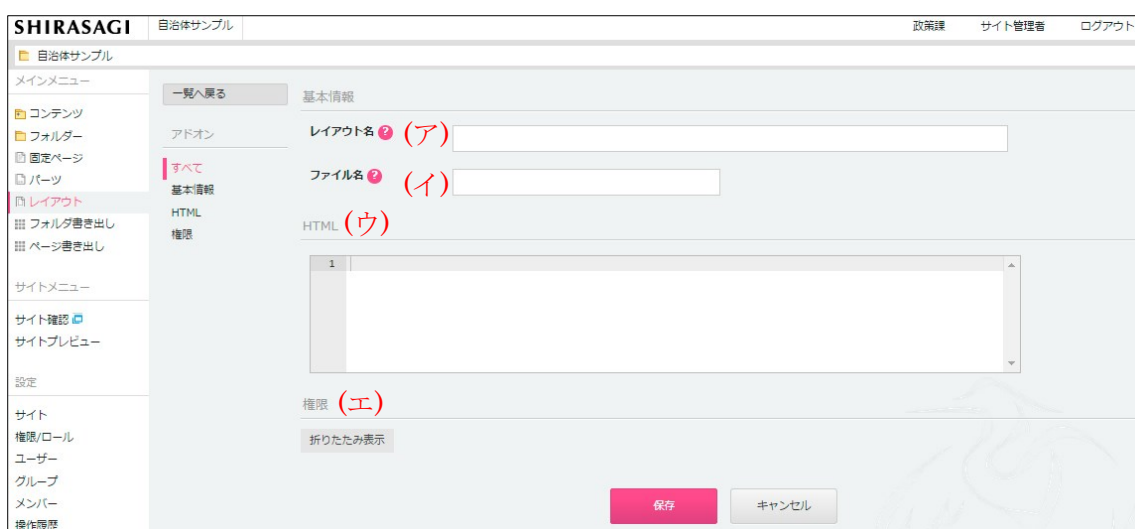 SHIRASAGI 自治体サンプル 政策課 サイト管理者 ログアウト
自治体サンプル
メインメニュー
コンテンツ
フォルダー
固定ページ
パーツ
レイアウト
フォルダ書き出し
ページ書き出し
サイトメニュー
サイト確認
サイトプレビュー
設定
サイト
権限/ロール
ユーザー
グループ
メンバー
操作履歴
一覧へ戻る
アドオン
すべて
基本情報
HTML
権限
基本情報
レイアウト名 ? (ア)
ファイル名 ? (イ)
HTML (ウ)
1
権限 (エ)
折りたたみ表示
保存 キャンセル